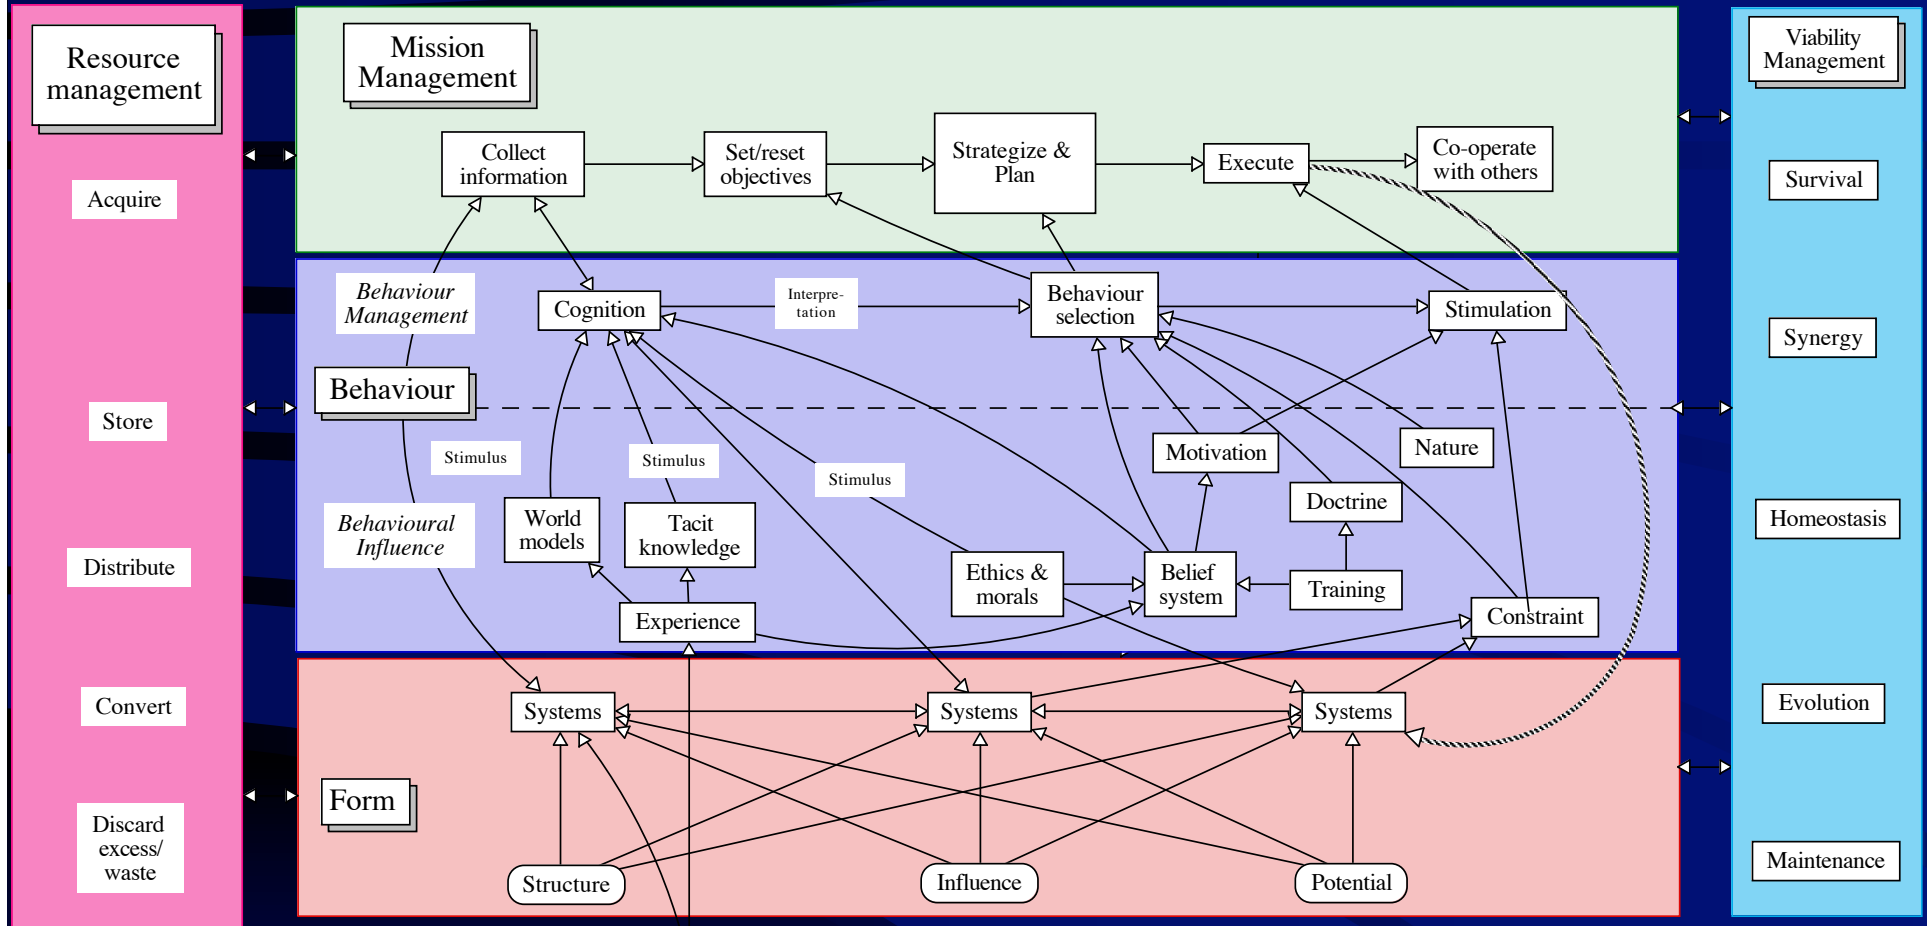 Resource
management
Acquire
Store
Distribute
Convert
Discard
excess/
waste
Mission
Management
Collect
information
Set/reset
objectives
Strategize &
Plan
Execute
Co-operate
with others
Behaviour
Management
Cognition
Interpre-
tation
Behaviour
selection
Stimulation
Behaviour
Stimulus
Stimulus
Stimulus
Motivation
Nature
Behavioural
Influence
World
models
Tacit
knowledge
Doctrine
Ethics &
morals
Belief
system
Training
Experience
Constraint
Systems
Systems
Systems
Form
Structure
Influence
Potential
Viability
Management
Survival
Synergy
Homeostasis
Evolution
Maintenance